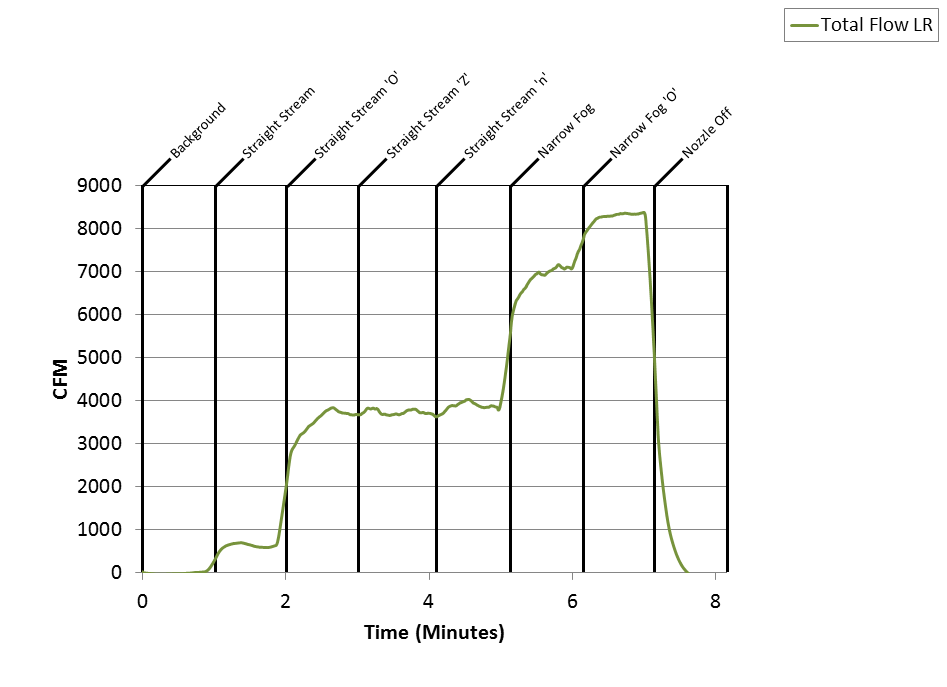 Total Flow LR
Background
Straight Stream
Straight Stream 'O'
Straight Stream 'Z'
Straight Stream 'n'
Narrow Fog
Narrow Fog 'O'
Nozzle Off
9000
8000
7000
6000
5000
4000
3000
2000
1000
0
CFM
0 2 4 6 8
Time (Minutes)